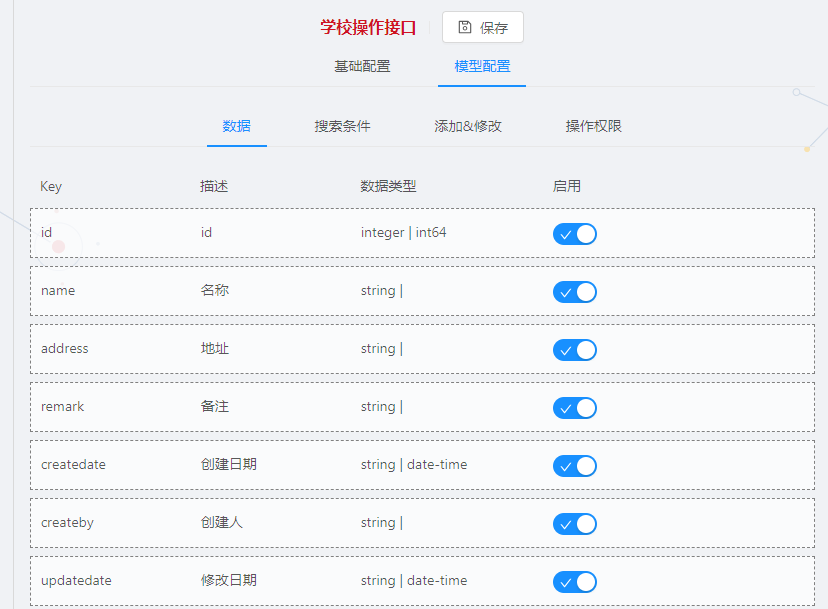 学校操作接口 保存
基础配置 模型配置
数据 搜索条件 添加&修改 操作权限
Key 描述 数据类型 启用
id id integer | int64
name 名称 string |
address 地址 string |
remark 备注 string |
createdate 创建日期 string | date-time
createby 创建人 string |
updatedate 修改日期 string | date-time